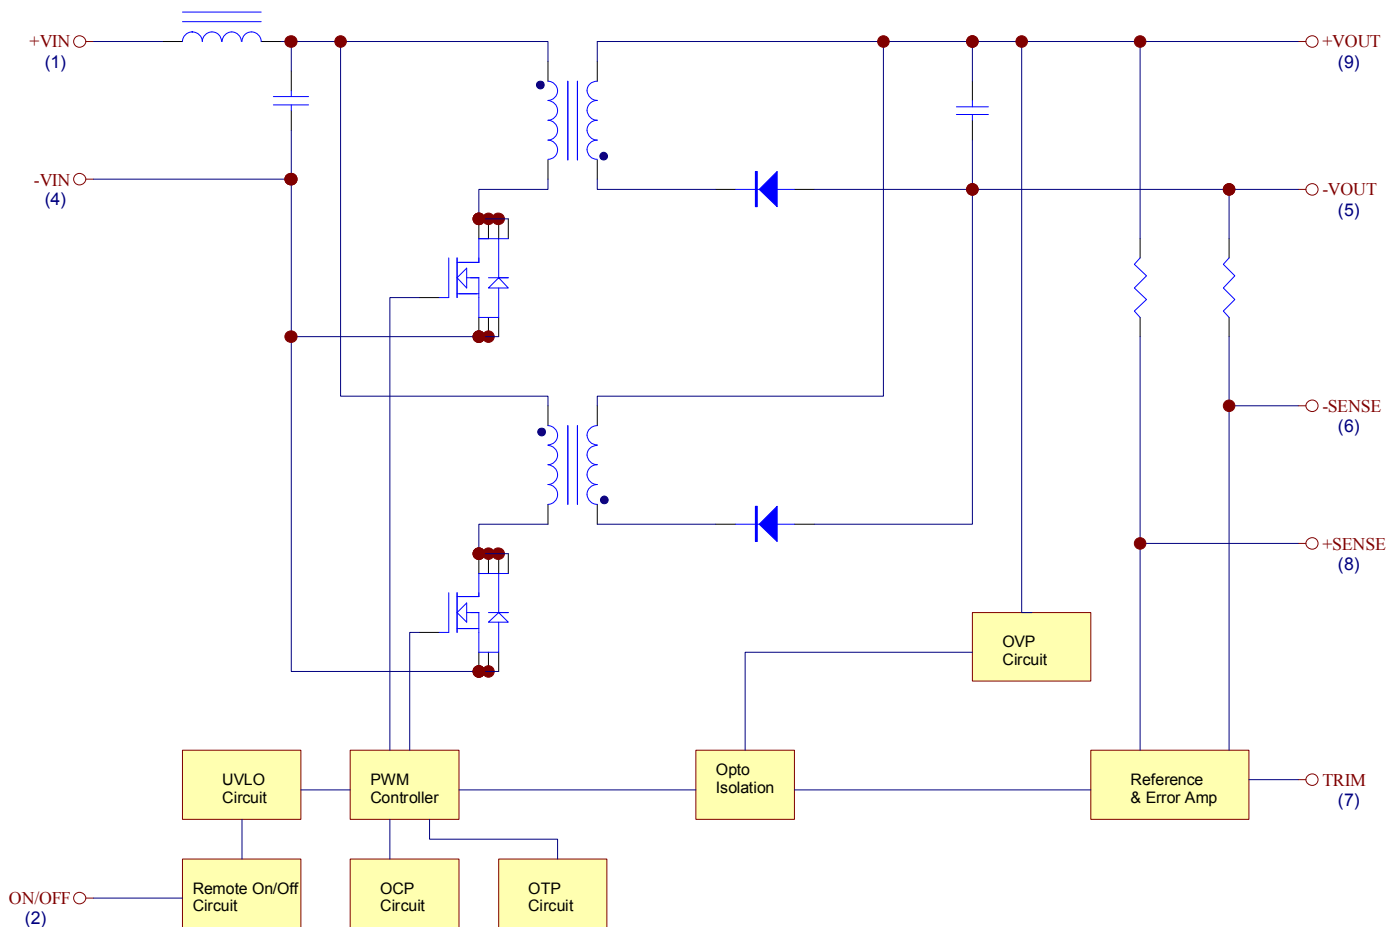 +VIN
(1)
+VOUT
(9)
-VIN
(4)
-VOUT
(5)
-SENSE
(6)
+SENSE
(8)
OVP
Circuit
UVLO
Circuit
PWM
Controller
Opto
Isolation
Reference
& Error Amp
TRIM
(7)
ON/OFF
(2)
Remote On/Off
Circuit
OCP
Circuit
OTP
Circuit